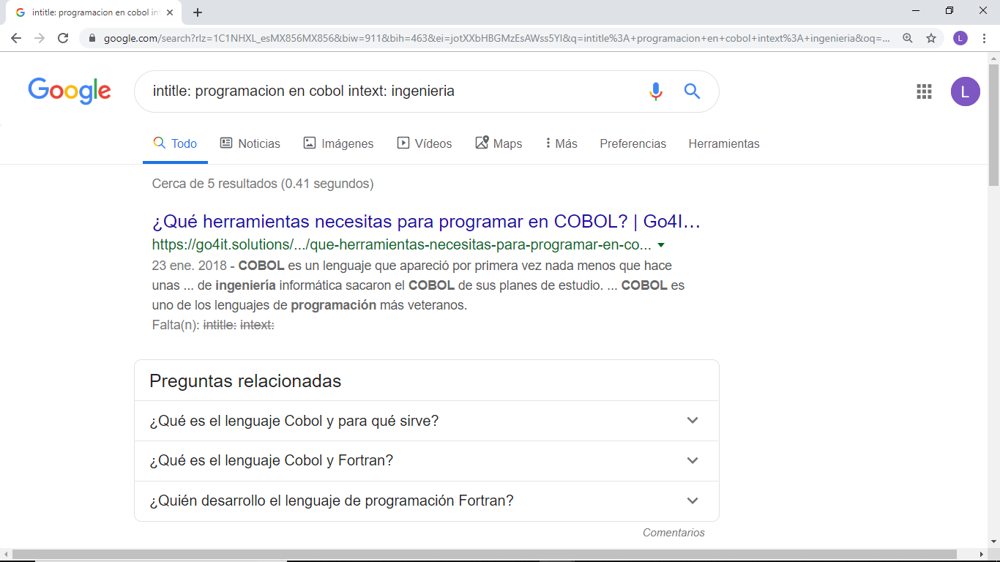 intitle: programacion en cobol int
google.com/search?rlz=1C1NHXL_esMX856MX856&biw=911&bih=463&ei=jotXXbHBGMzEsAWss5YI&q=intitle%3A+programacion+en+cobol+intext%3A+ingenieria&oq=...
L
Google
intitle: programacion en cobol intext: ingenieria
L
Todo Noticias Imágenes Vídeos Maps Más Preferencias Herramientas
Cerca de 5 resultados (0.41 segundos)
¿Qué herramientas necesitas para programar en COBOL? | Go4I...
https://go4it.solutions/.../que-herramientas-necesitas-para-programar-en-co...
23 ene. 2018 - COBOL es un lenguaje que apareció por primera vez nada menos que hace
unas ... de ingeniería informática sacaron el COBOL de sus planes de estudio. ... COBOL es
uno de los lenguajes de programación más veteranos.
Falta(n): intitle: intext:
Preguntas relacionadas
¿Qué es el lenguaje Cobol y para qué sirve?
¿Qué es el lenguaje Cobol y Fortran?
¿Quién desarrollo el lenguaje de programación Fortran?
Comentarios